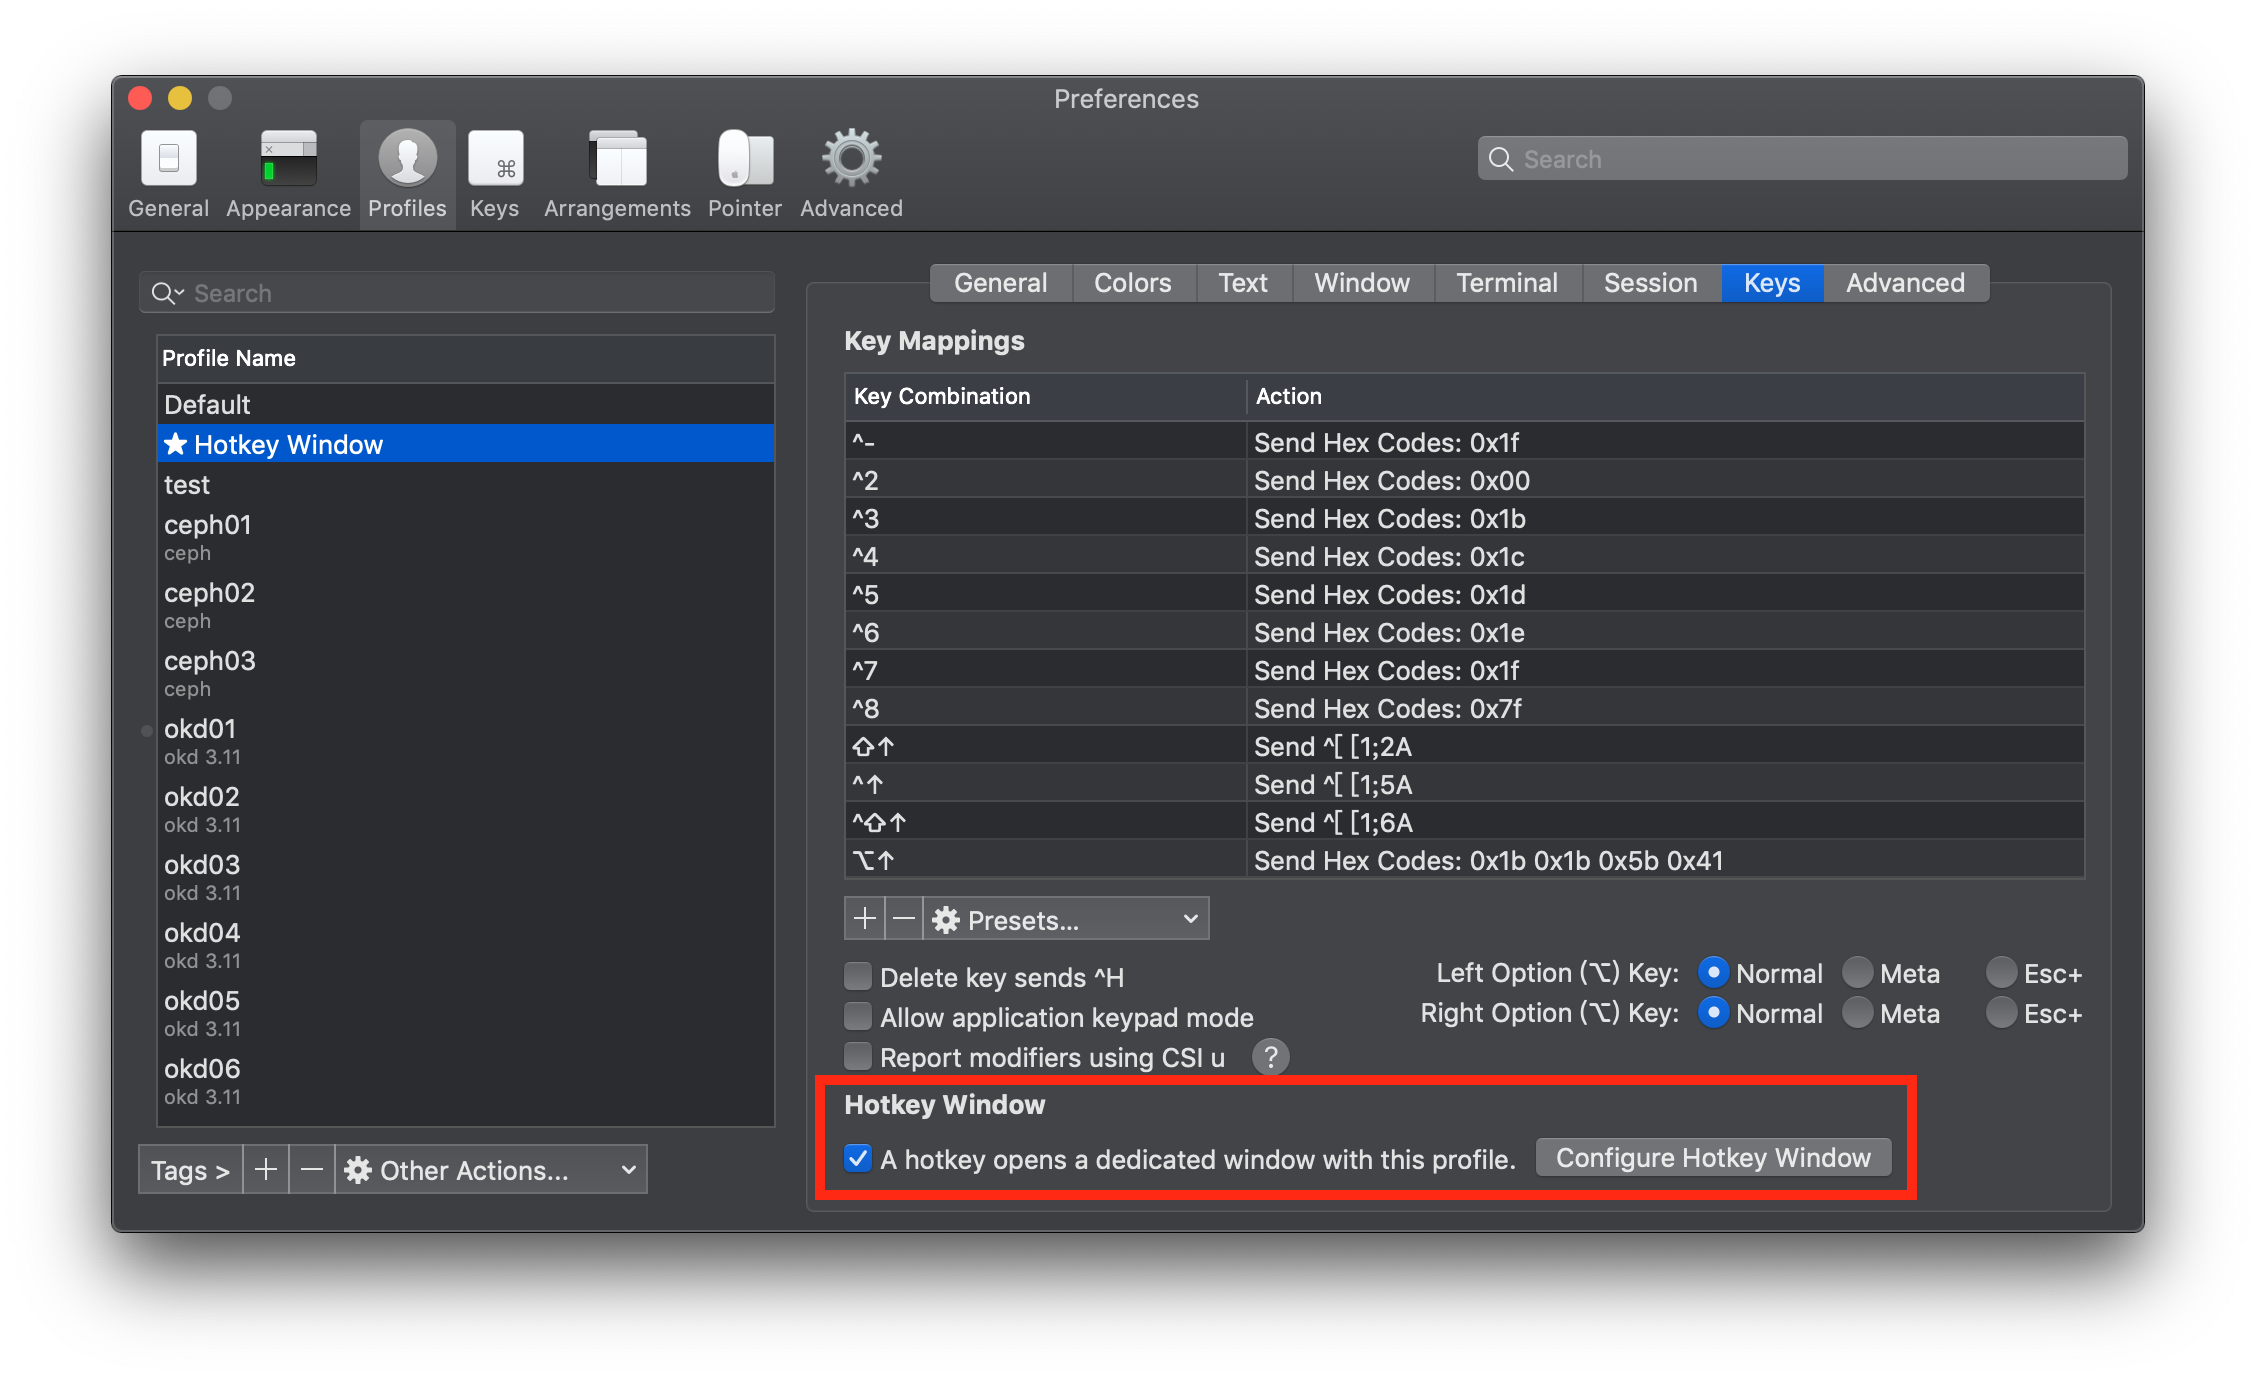 Preferences
General Appearance Profiles Keys Arrangements Pointer Advanced
Search
Search
Profile Name
Default
★ Hotkey Window
test
ceph01
ceph
ceph02
ceph
ceph03
ceph
okd01
okd 3.11
okd02
okd 3.11
okd03
okd 3.11
okd04
okd 3.11
okd05
okd 3.11
okd06
okd 3.11
Tags > + — Other Actions...
General Colors Text Window Terminal Session Keys Advanced
Key Mappings
Key Combination Action
^- Send Hex Codes: 0x1f
^2 Send Hex Codes: 0x00
^3 Send Hex Codes: 0x1b
^4 Send Hex Codes: 0x1c
^5 Send Hex Codes: 0x1d
^6 Send Hex Codes: 0x1e
^7 Send Hex Codes: 0x1f
^8 Send Hex Codes: 0x7f
⇧↑ Send ^[ [1;2A
^↑ Send ^[ [1;5A
^⇧↑ Send ^[ [1;6A
⌥↑ Send Hex Codes: 0x1b 0x1b 0x5b 0x41
+ — Presets...
Delete key sends ^H
Left Option (⌥) Key: Normal Meta Esc+
Allow application keypad mode
Right Option (⌥) Key: Normal Meta Esc+
Report modifiers using CSI u ?
Hotkey Window
A hotkey opens a dedicated window with this profile. Configure Hotkey Window